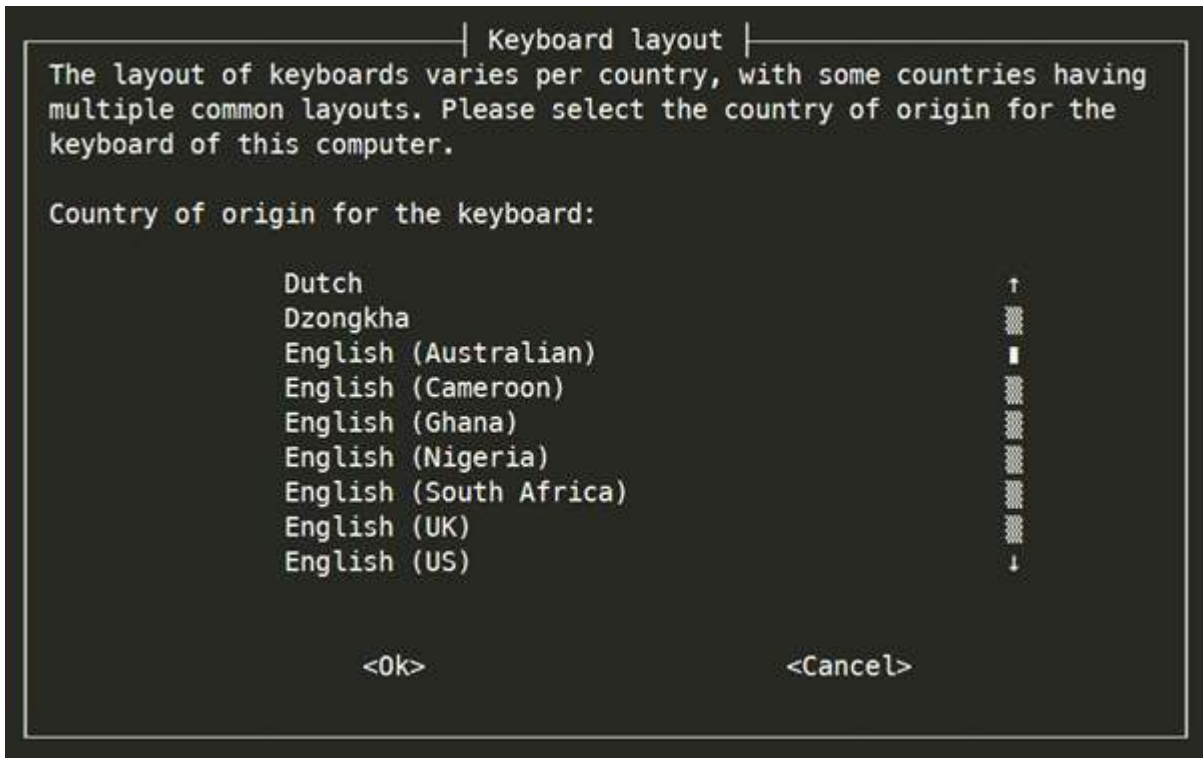 Keyboard layout
The layout of keyboards varies per country, with some countries having
multiple common layouts. Please select the country of origin for the
keyboard of this computer.
Country of origin for the keyboard:
Dutch
Dzongkha
English (Australian)
English (Cameroon)
English (Ghana)
English (Nigeria)
English (South Africa)
English (UK)
English (US)
<Ok> <Cancel>